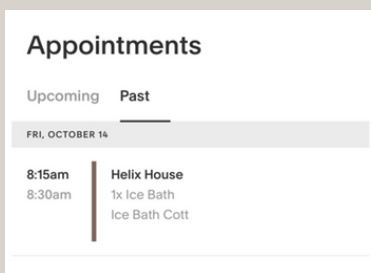 Appointments
Upcoming Past
FRI, OCTOBER 14
8:15am Helix House
8:30am 1x Ice Bath
Ice Bath Cott